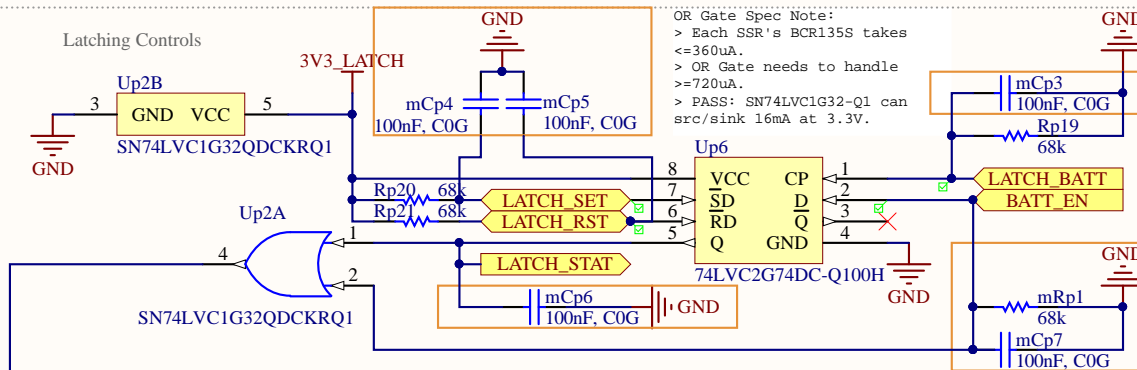 Latching Controls
GND
OR Gate Spec Note:
> Each SSR's BCR135S takes
<=360uA.
> OR Gate needs to handle
>=720uA.
> PASS: SN74LVC1G32-Q1 can
src/sink 16mA at 3.3V.
GND
3V3_LATCH
Up2B
3 GND VCC 5
SN74LVC1G32QDCKRQ1
GND
mCp4
100nF, C0G
mCp5
100nF, C0G
mCp3
100nF, C0G
Rp19
68k
Up6
8 VCC CP 1
7 SD D 2
6 RD Q 3
5 Q GND 4
74LVC2G74DC-Q100H
LATCH_BATT
BATT_EN
GND
Rp20 68k
LATCH_SET
Rp21 68k
LATCH_RST
Up2A
1
4
2
SN74LVC1G32QDCKRQ1
LATCH_STAT
mCp6
100nF, C0G
GND
GND
mRp1
68k
mCp7
100nF, C0G